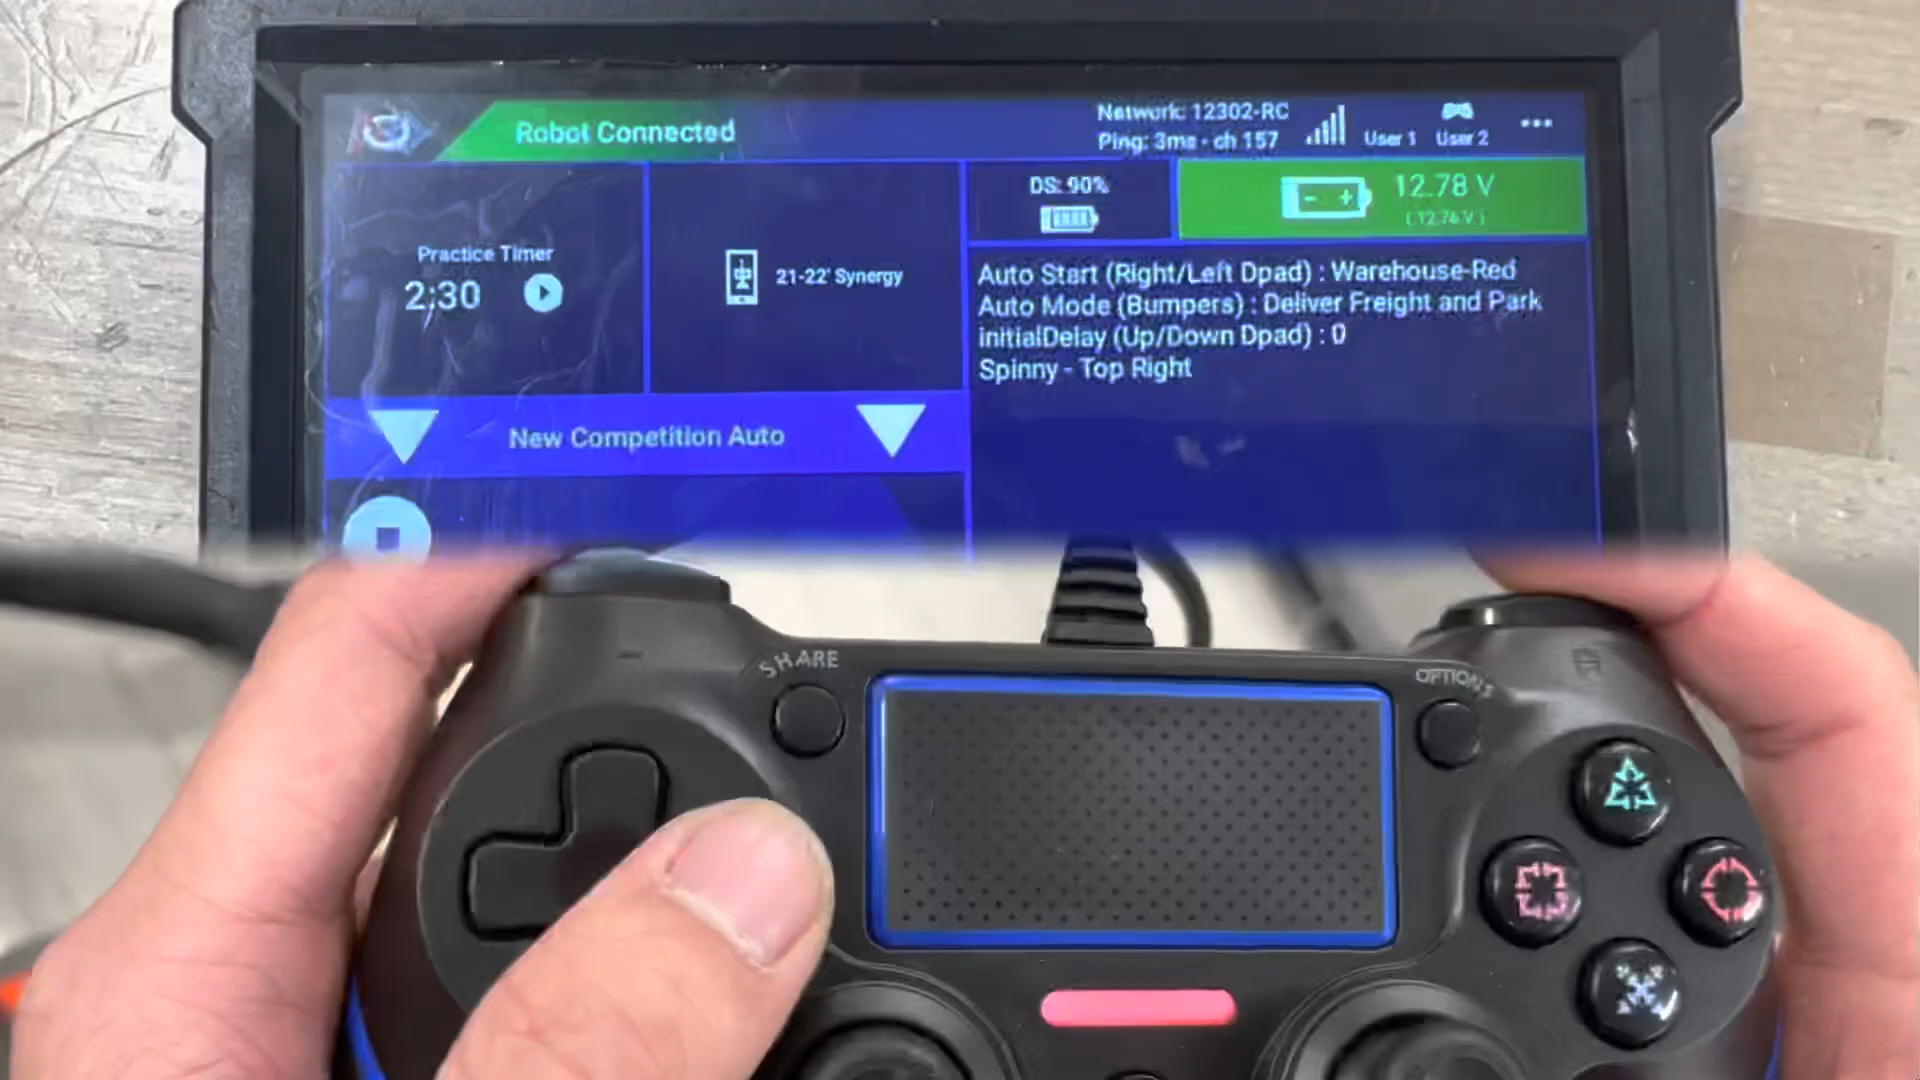 Robot Connected
Network: 12302-RC
Ping: 3ms - ch 157
User 1
User 2
DS: 90%
12.78 V
( 12.76 V )
Practice Timer
2:30
21-22' Synergy
Auto Start (Right/Left Dpad) : Warehouse-Red
Auto Mode (Bumpers) : Deliver Freight and Park
initialDelay (Up/Down Dpad) : 0
Spinny - Top Right
New Competition Auto
SHARE
OPTIONS